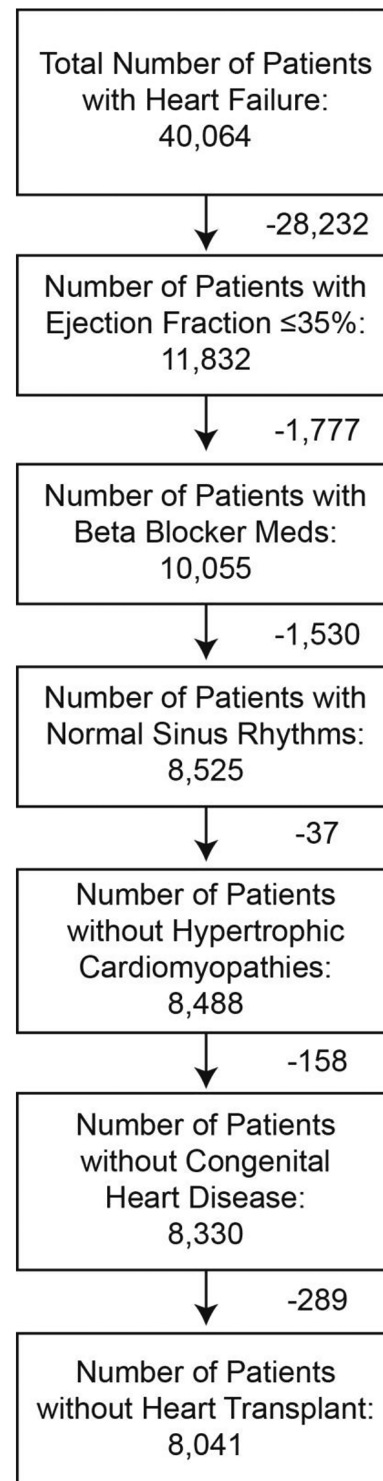 Total Number of Patients
with Heart Failure:
40,064
-28,232
Number of Patients with
Ejection Fraction ≤35%:
11,832
-1,777
Number of Patients with
Beta Blocker Meds:
10,055
-1,530
Number of Patients with
Normal Sinus Rhythms:
8,525
-37
Number of Patients
without Hypertrophic
Cardiomyopathies:
8,488
-158
Number of Patients
without Congenital
Heart Disease:
8,330
-289
Number of Patients
without Heart Transplant:
8,041